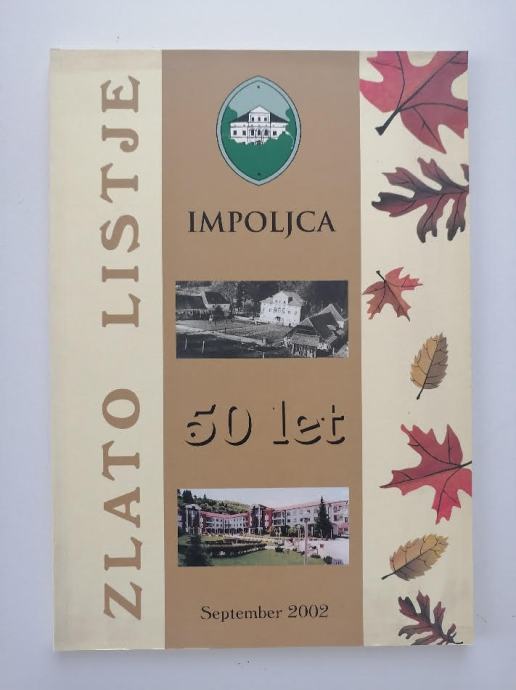 ZLATO LISTJE
IMPOLJCA
50 let
September 2002